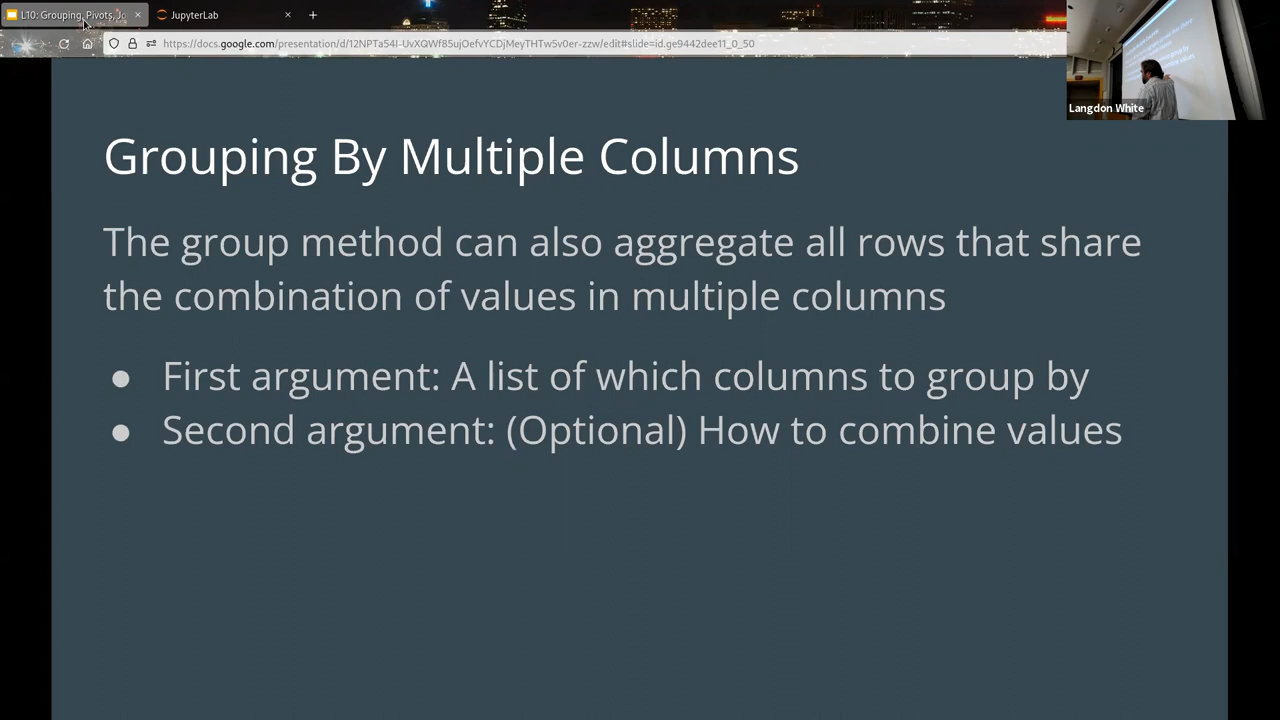 L10: Grouping, Pivots, Jo
JupyterLab
https://docs.google.com/presentation/d/12NPTa54I-UvXQWf85ujOefvYCDjMeyTHTw5v0er-zzw/edit#slide=id.ge9442dee11_0_50
Langdon White
Grouping By Multiple Columns
The group method can also aggregate all rows that share
the combination of values in multiple columns
● First argument: A list of which columns to group by
● Second argument: (Optional) How to combine values